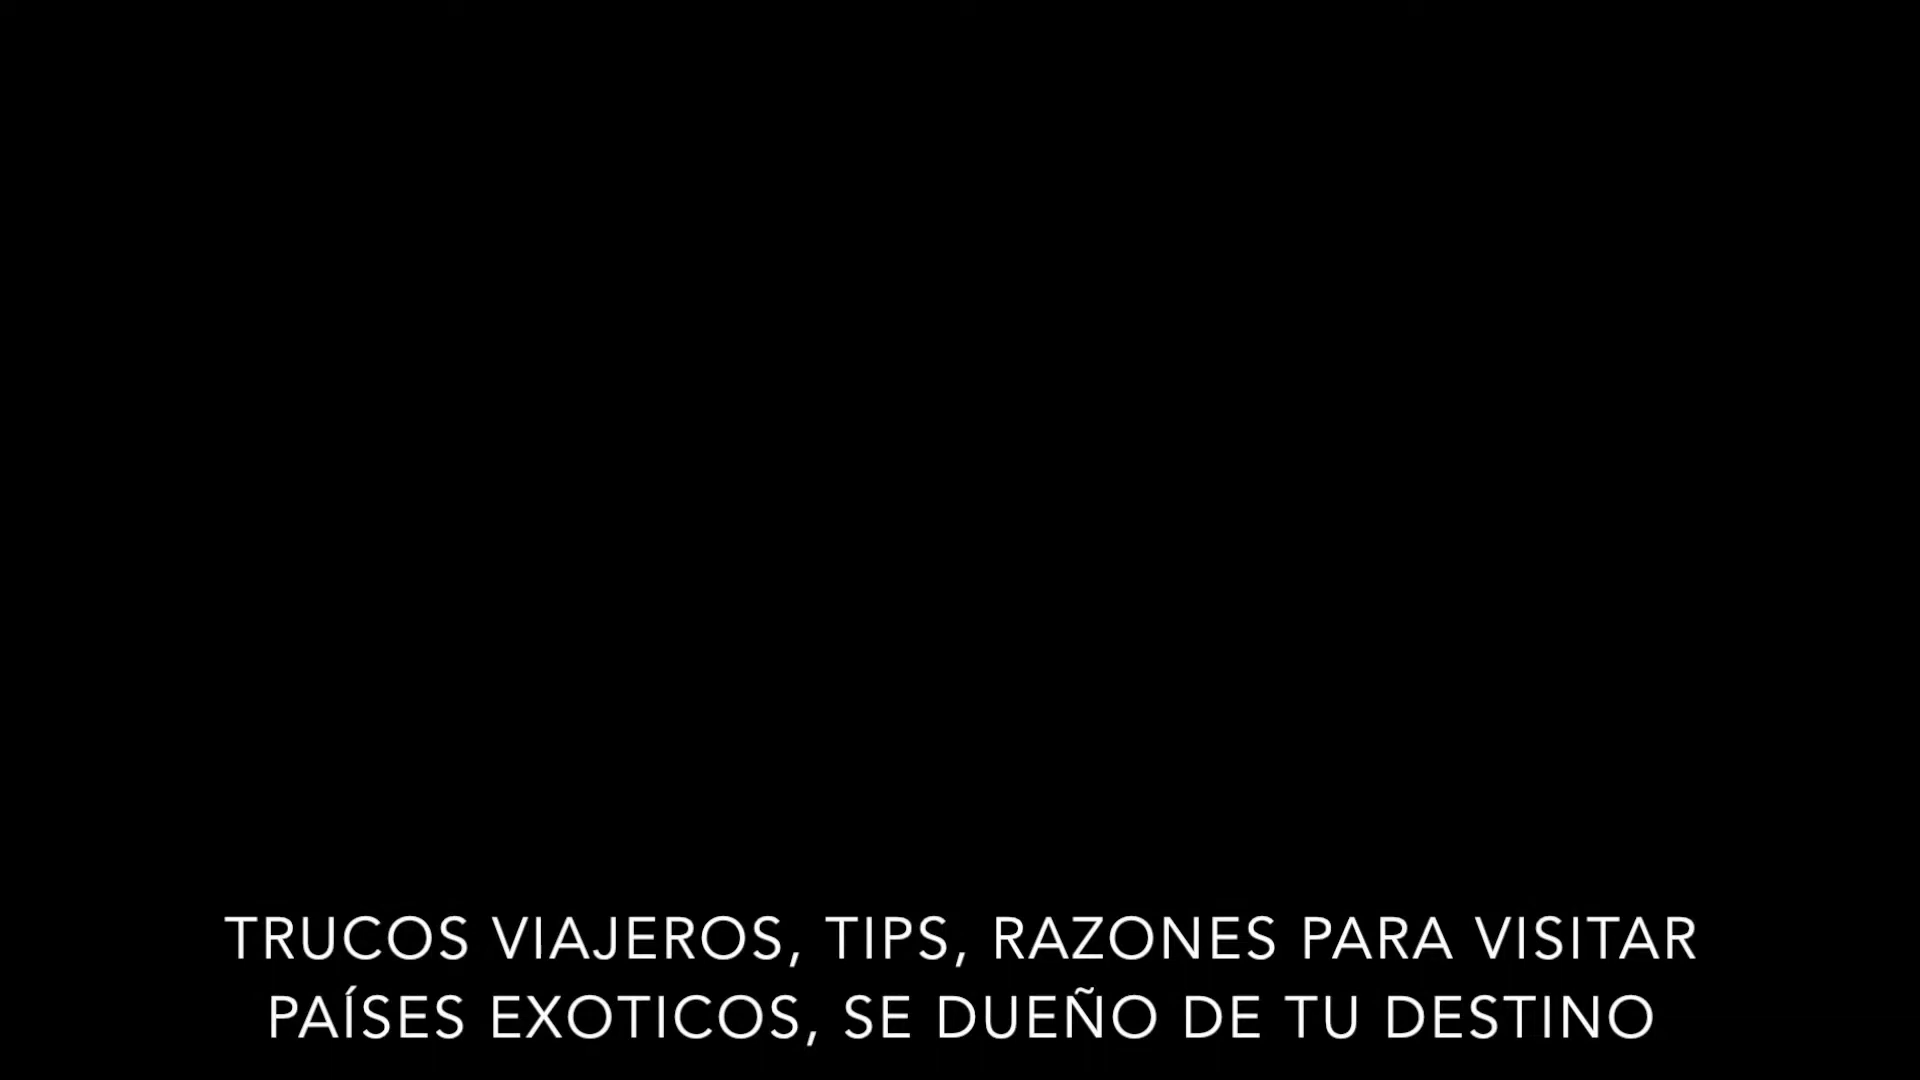 TRUCOS VIAJEROS, TIPS, RAZONES PARA VISITAR
PAÍSES EXOTICOS, SE DUEÑO DE TU DESTINO